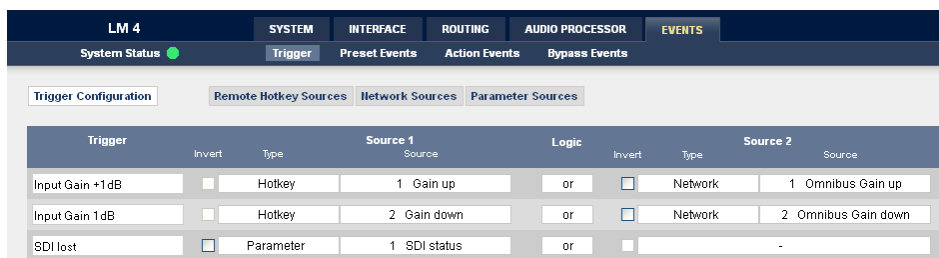 LM 4 SYSTEM INTERFACE ROUTING AUDIO PROCESSOR EVENTS
System Status Trigger Preset Events Action Events Bypass Events
Trigger Configuration Remote Hotkey Sources Network Sources Parameter Sources
Trigger Source 1 Logic Source 2
Invert Type Source Invert Type Source
Input Gain +1dB Hotkey 1 Gain up or Network 1 Omnibus Gain up
Input Gain 1dB Hotkey 2 Gain down or Network 2 Omnibus Gain down
SDI lost Parameter 1 SDI status or -